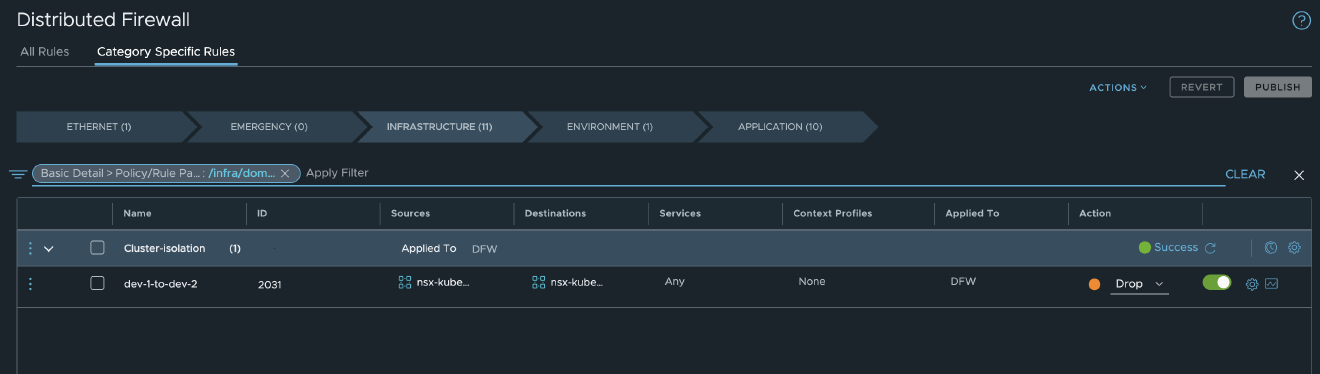 Distributed Firewall
?
All Rules Category Specific Rules
ACTIONS REVERT PUBLISH
ETHERNET (1) EMERGENCY (0) INFRASTRUCTURE (11) ENVIRONMENT (1) APPLICATION (10)
Basic Detail > Policy/Rule Pa... : /infra/dom... Apply Filter CLEAR
Name ID Sources Destinations Services Context Profiles Applied To Action
Cluster-isolation (1) Applied To DFW Success
dev-1-to-dev-2 2031 nsx-kube... nsx-kube... Any None DFW Drop